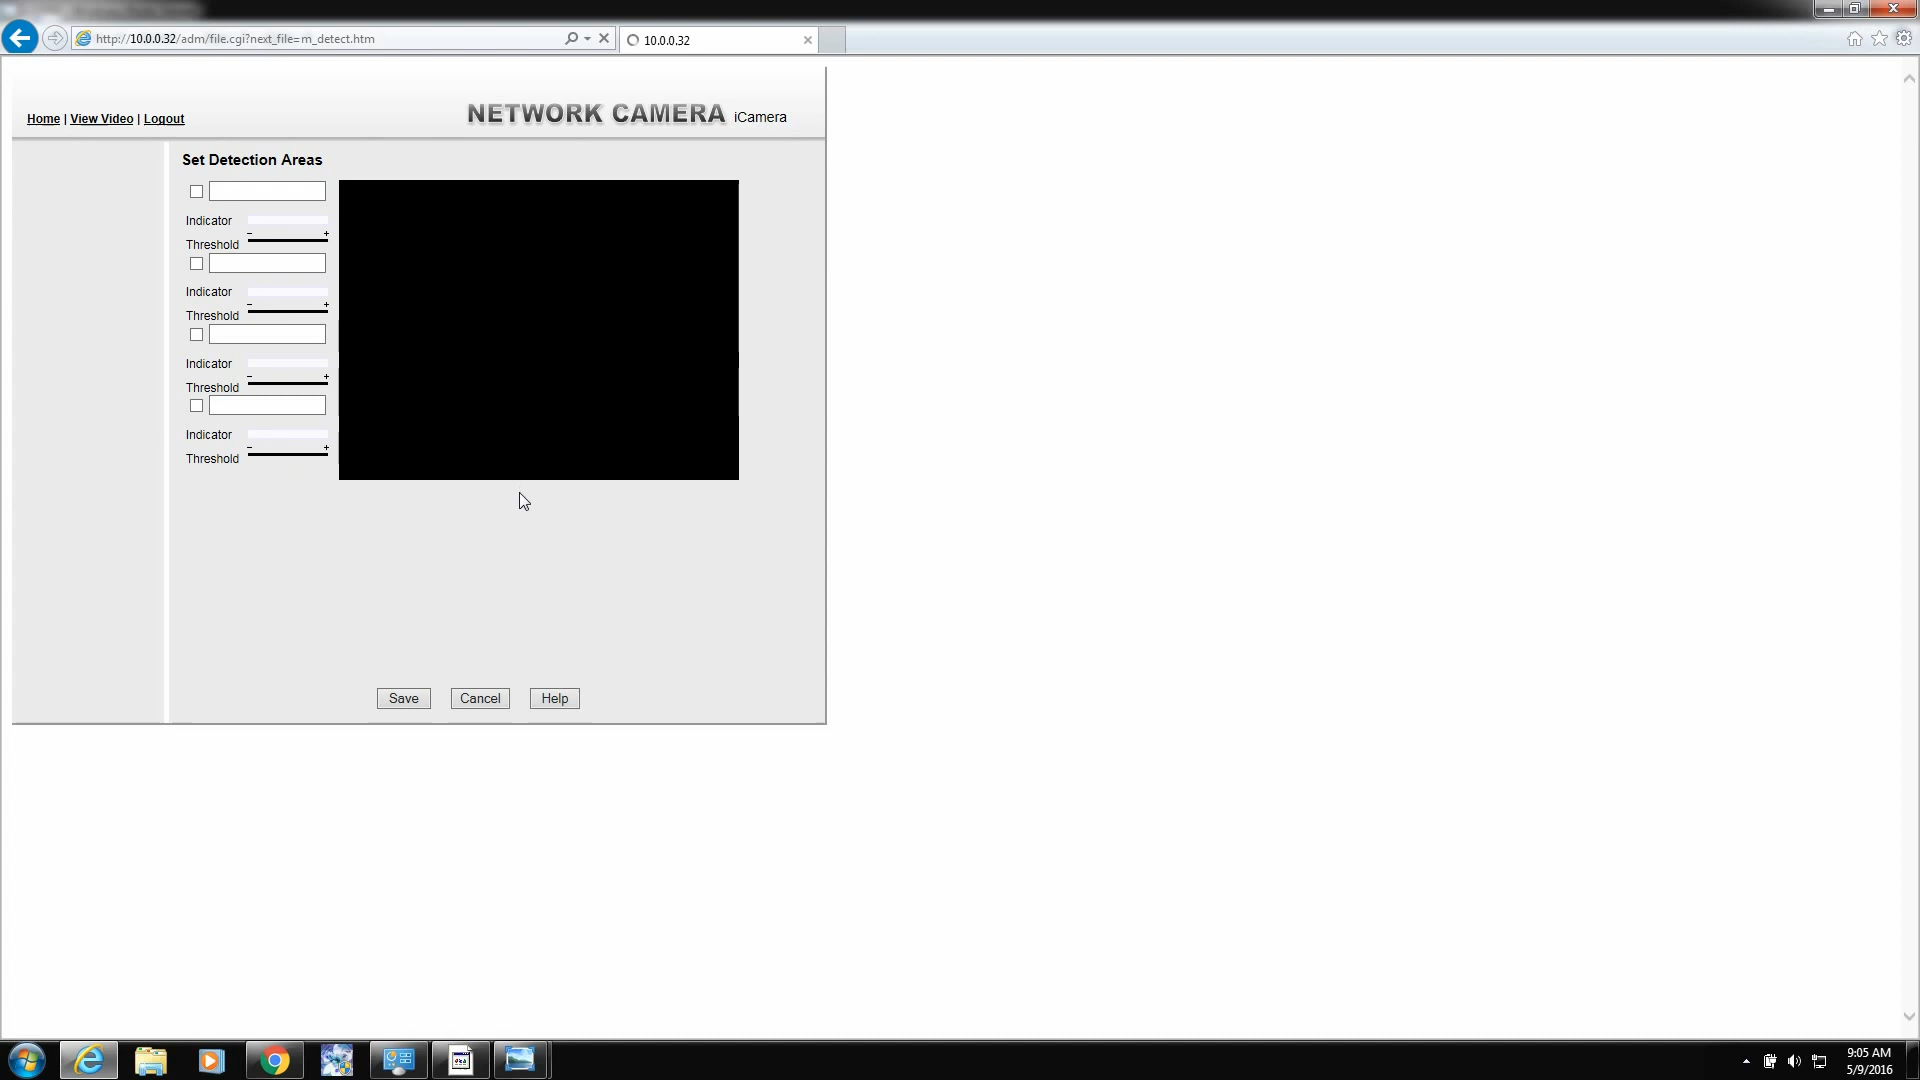 http://10.0.0.32/adm/file.cgi?next_file=m_detect.htm
10.0.0.32
Home | View Video | Logout
NETWORK CAMERA iCamera
Set Detection Areas
Indicator
- +
Threshold
Indicator
- +
Threshold
Indicator
- +
Threshold
Indicator
- +
Threshold
Save Cancel Help
9:05 AM
5/9/2016